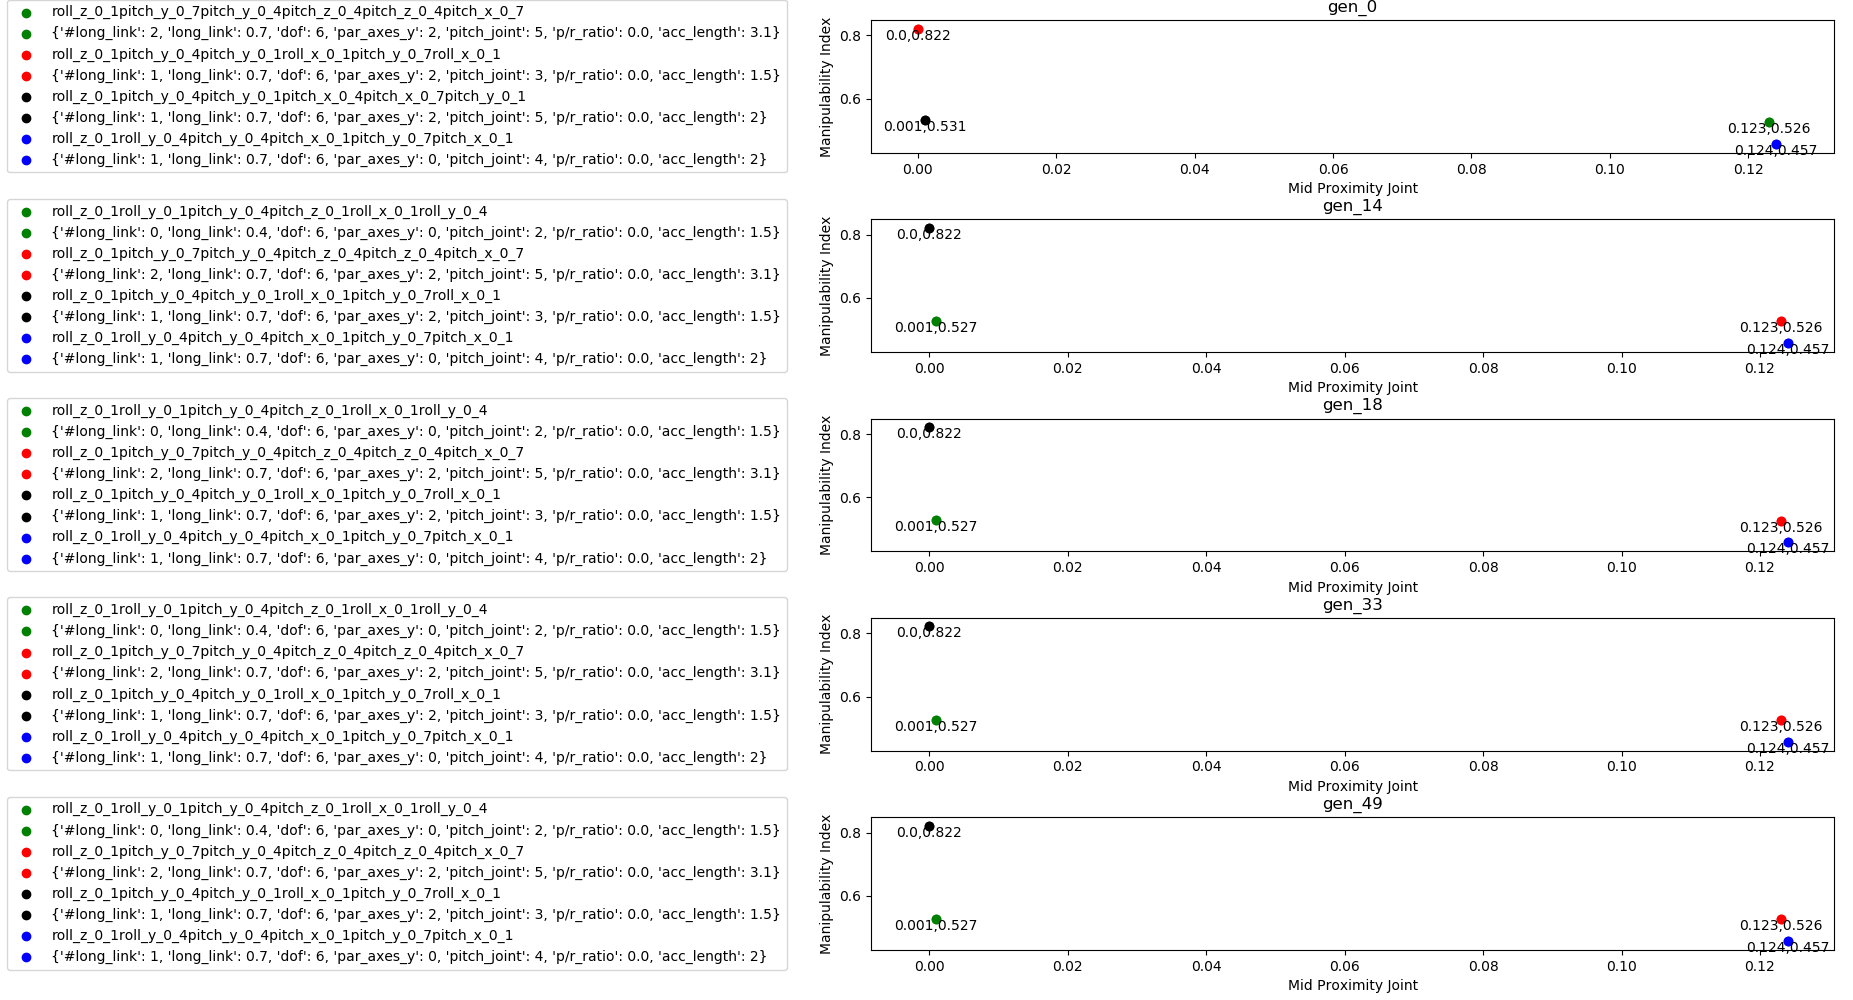 roll_z_0_1pitch_y_0_7pitch_y_0_4pitch_z_0_4pitch_z_0_4pitch_x_0_7
{'#long_link': 2, 'long_link': 0.7, 'dof': 6, 'par_axes_y': 2, 'pitch_joint': 5, 'p/r_ratio': 0.0, 'acc_length': 3.1}
roll_z_0_1pitch_y_0_4pitch_y_0_1roll_x_0_1pitch_y_0_7roll_x_0_1
{'#long_link': 1, 'long_link': 0.7, 'dof': 6, 'par_axes_y': 2, 'pitch_joint': 3, 'p/r_ratio': 0.0, 'acc_length': 1.5}
roll_z_0_1pitch_y_0_4pitch_y_0_1pitch_x_0_4pitch_x_0_7pitch_y_0_1
{'#long_link': 1, 'long_link': 0.7, 'dof': 6, 'par_axes_y': 2, 'pitch_joint': 5, 'p/r_ratio': 0.0, 'acc_length': 2}
roll_z_0_1roll_y_0_4pitch_y_0_4pitch_x_0_1pitch_y_0_7pitch_x_0_1
{'#long_link': 1, 'long_link': 0.7, 'dof': 6, 'par_axes_y': 0, 'pitch_joint': 4, 'p/r_ratio': 0.0, 'acc_length': 2}
gen_0
Manipulability Index
0.8
0.6
0.0,0.822
0.001,0.531
0.123,0.526
0.124,0.457
0.00 0.02 0.04 0.06 0.08 0.10 0.12
Mid Proximity Joint
roll_z_0_1roll_y_0_1pitch_y_0_4pitch_z_0_1roll_x_0_1roll_y_0_4
{'#long_link': 0, 'long_link': 0.4, 'dof': 6, 'par_axes_y': 0, 'pitch_joint': 2, 'p/r_ratio': 0.0, 'acc_length': 1.5}
roll_z_0_1pitch_y_0_7pitch_y_0_4pitch_z_0_4pitch_z_0_4pitch_x_0_7
{'#long_link': 2, 'long_link': 0.7, 'dof': 6, 'par_axes_y': 2, 'pitch_joint': 5, 'p/r_ratio': 0.0, 'acc_length': 3.1}
roll_z_0_1pitch_y_0_4pitch_y_0_1roll_x_0_1pitch_y_0_7roll_x_0_1
{'#long_link': 1, 'long_link': 0.7, 'dof': 6, 'par_axes_y': 2, 'pitch_joint': 3, 'p/r_ratio': 0.0, 'acc_length': 1.5}
roll_z_0_1roll_y_0_4pitch_y_0_4pitch_x_0_1pitch_y_0_7pitch_x_0_1
{'#long_link': 1, 'long_link': 0.7, 'dof': 6, 'par_axes_y': 0, 'pitch_joint': 4, 'p/r_ratio': 0.0, 'acc_length': 2}
gen_14
Manipulability Index
0.8
0.6
0.0,0.822
0.001,0.527
0.123,0.526
0.124,0.457
0.00 0.02 0.04 0.06 0.08 0.10 0.12
Mid Proximity Joint
roll_z_0_1roll_y_0_1pitch_y_0_4pitch_z_0_1roll_x_0_1roll_y_0_4
{'#long_link': 0, 'long_link': 0.4, 'dof': 6, 'par_axes_y': 0, 'pitch_joint': 2, 'p/r_ratio': 0.0, 'acc_length': 1.5}
roll_z_0_1pitch_y_0_7pitch_y_0_4pitch_z_0_4pitch_z_0_4pitch_x_0_7
{'#long_link': 2, 'long_link': 0.7, 'dof': 6, 'par_axes_y': 2, 'pitch_joint': 5, 'p/r_ratio': 0.0, 'acc_length': 3.1}
roll_z_0_1pitch_y_0_4pitch_y_0_1roll_x_0_1pitch_y_0_7roll_x_0_1
{'#long_link': 1, 'long_link': 0.7, 'dof': 6, 'par_axes_y': 2, 'pitch_joint': 3, 'p/r_ratio': 0.0, 'acc_length': 1.5}
roll_z_0_1roll_y_0_4pitch_y_0_4pitch_x_0_1pitch_y_0_7pitch_x_0_1
{'#long_link': 1, 'long_link': 0.7, 'dof': 6, 'par_axes_y': 0, 'pitch_joint': 4, 'p/r_ratio': 0.0, 'acc_length': 2}
gen_18
Manipulability Index
0.8
0.6
0.0,0.822
0.001,0.527
0.123,0.526
0.124,0.457
0.00 0.02 0.04 0.06 0.08 0.10 0.12
Mid Proximity Joint
roll_z_0_1roll_y_0_1pitch_y_0_4pitch_z_0_1roll_x_0_1roll_y_0_4
{'#long_link': 0, 'long_link': 0.4, 'dof': 6, 'par_axes_y': 0, 'pitch_joint': 2, 'p/r_ratio': 0.0, 'acc_length': 1.5}
roll_z_0_1pitch_y_0_7pitch_y_0_4pitch_z_0_4pitch_z_0_4pitch_x_0_7
{'#long_link': 2, 'long_link': 0.7, 'dof': 6, 'par_axes_y': 2, 'pitch_joint': 5, 'p/r_ratio': 0.0, 'acc_length': 3.1}
roll_z_0_1pitch_y_0_4pitch_y_0_1roll_x_0_1pitch_y_0_7roll_x_0_1
{'#long_link': 1, 'long_link': 0.7, 'dof': 6, 'par_axes_y': 2, 'pitch_joint': 3, 'p/r_ratio': 0.0, 'acc_length': 1.5}
roll_z_0_1roll_y_0_4pitch_y_0_4pitch_x_0_1pitch_y_0_7pitch_x_0_1
{'#long_link': 1, 'long_link': 0.7, 'dof': 6, 'par_axes_y': 0, 'pitch_joint': 4, 'p/r_ratio': 0.0, 'acc_length': 2}
gen_33
Manipulability Index
0.8
0.6
0.0,0.822
0.001,0.527
0.123,0.526
0.124,0.457
0.00 0.02 0.04 0.06 0.08 0.10 0.12
Mid Proximity Joint
roll_z_0_1roll_y_0_1pitch_y_0_4pitch_z_0_1roll_x_0_1roll_y_0_4
{'#long_link': 0, 'long_link': 0.4, 'dof': 6, 'par_axes_y': 0, 'pitch_joint': 2, 'p/r_ratio': 0.0, 'acc_length': 1.5}
roll_z_0_1pitch_y_0_7pitch_y_0_4pitch_z_0_4pitch_z_0_4pitch_x_0_7
{'#long_link': 2, 'long_link': 0.7, 'dof': 6, 'par_axes_y': 2, 'pitch_joint': 5, 'p/r_ratio': 0.0, 'acc_length': 3.1}
roll_z_0_1pitch_y_0_4pitch_y_0_1roll_x_0_1pitch_y_0_7roll_x_0_1
{'#long_link': 1, 'long_link': 0.7, 'dof': 6, 'par_axes_y': 2, 'pitch_joint': 3, 'p/r_ratio': 0.0, 'acc_length': 1.5}
roll_z_0_1roll_y_0_4pitch_y_0_4pitch_x_0_1pitch_y_0_7pitch_x_0_1
{'#long_link': 1, 'long_link': 0.7, 'dof': 6, 'par_axes_y': 0, 'pitch_joint': 4, 'p/r_ratio': 0.0, 'acc_length': 2}
gen_49
Manipulability Index
0.8
0.6
0.0,0.822
0.001,0.527
0.123,0.526
0.124,0.457
0.00 0.02 0.04 0.06 0.08 0.10 0.12
Mid Proximity Joint